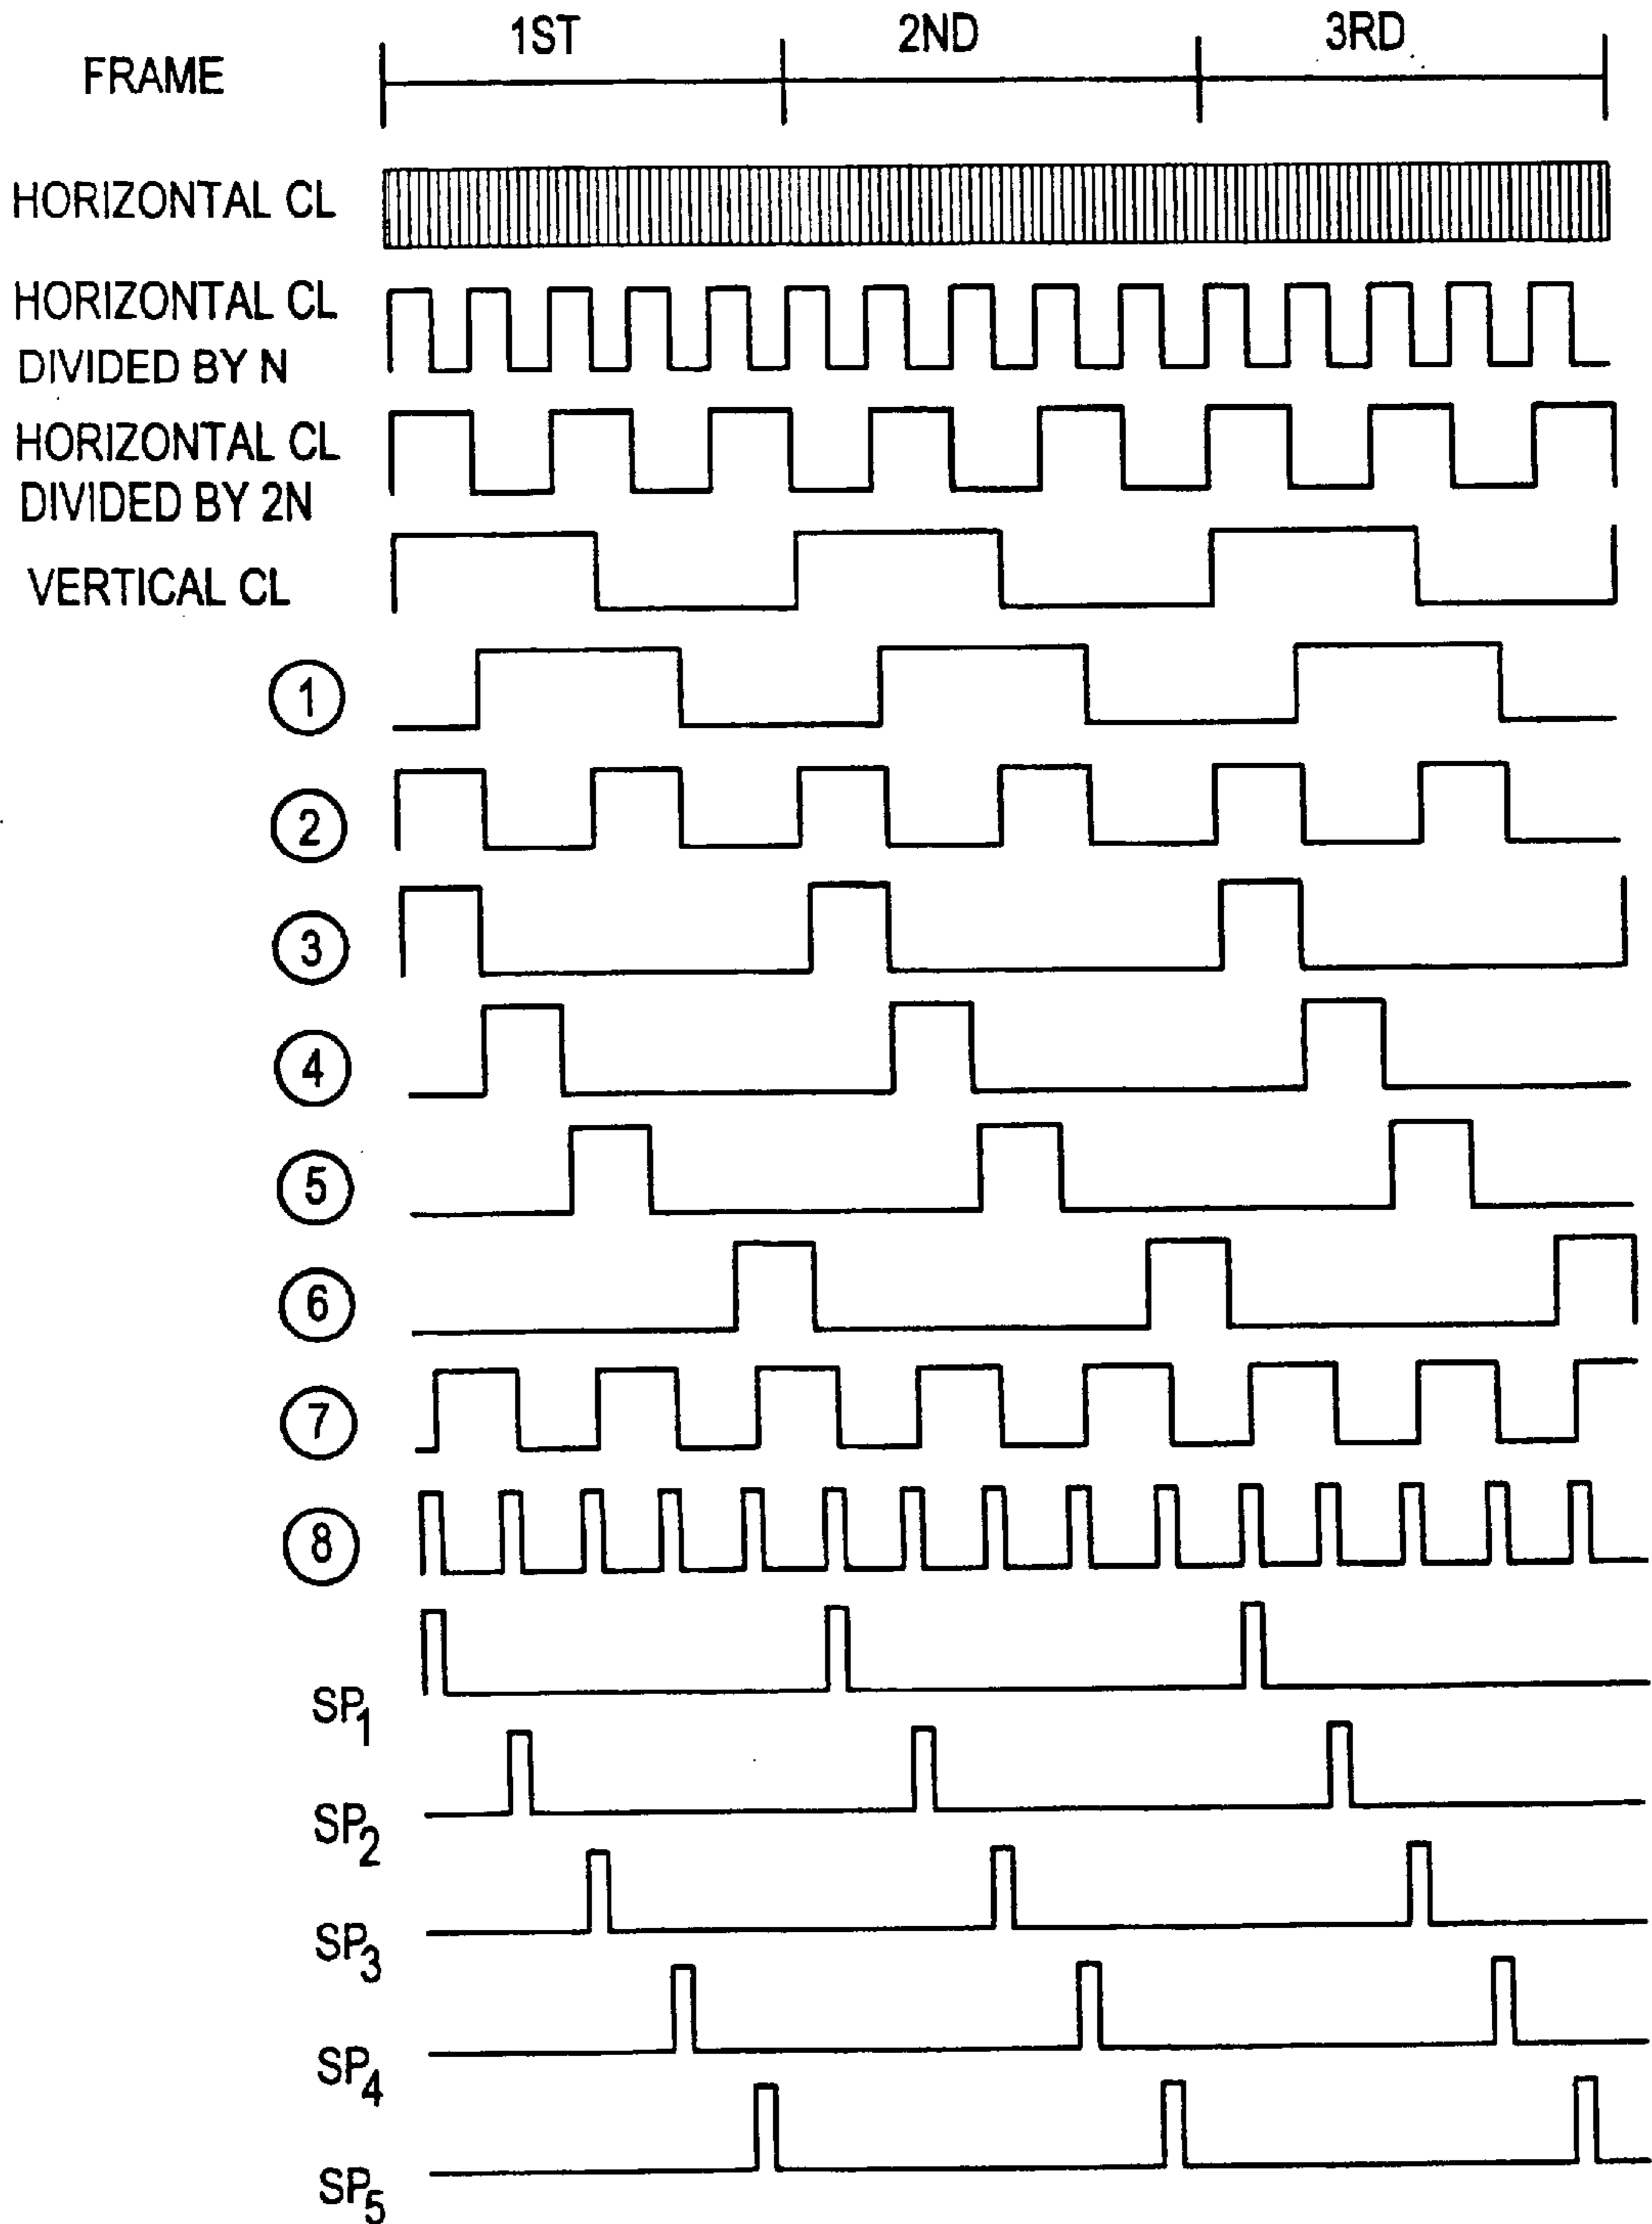 FRAME 1ST 2ND 3RD
HORIZONTAL CL
HORIZONTAL CL
DIVIDED BY N
HORIZONTAL CL
DIVIDED BY 2N
VERTICAL CL
1
2
3
4
5
6
7
8
SP1
SP2
SP3
SP4
SP5